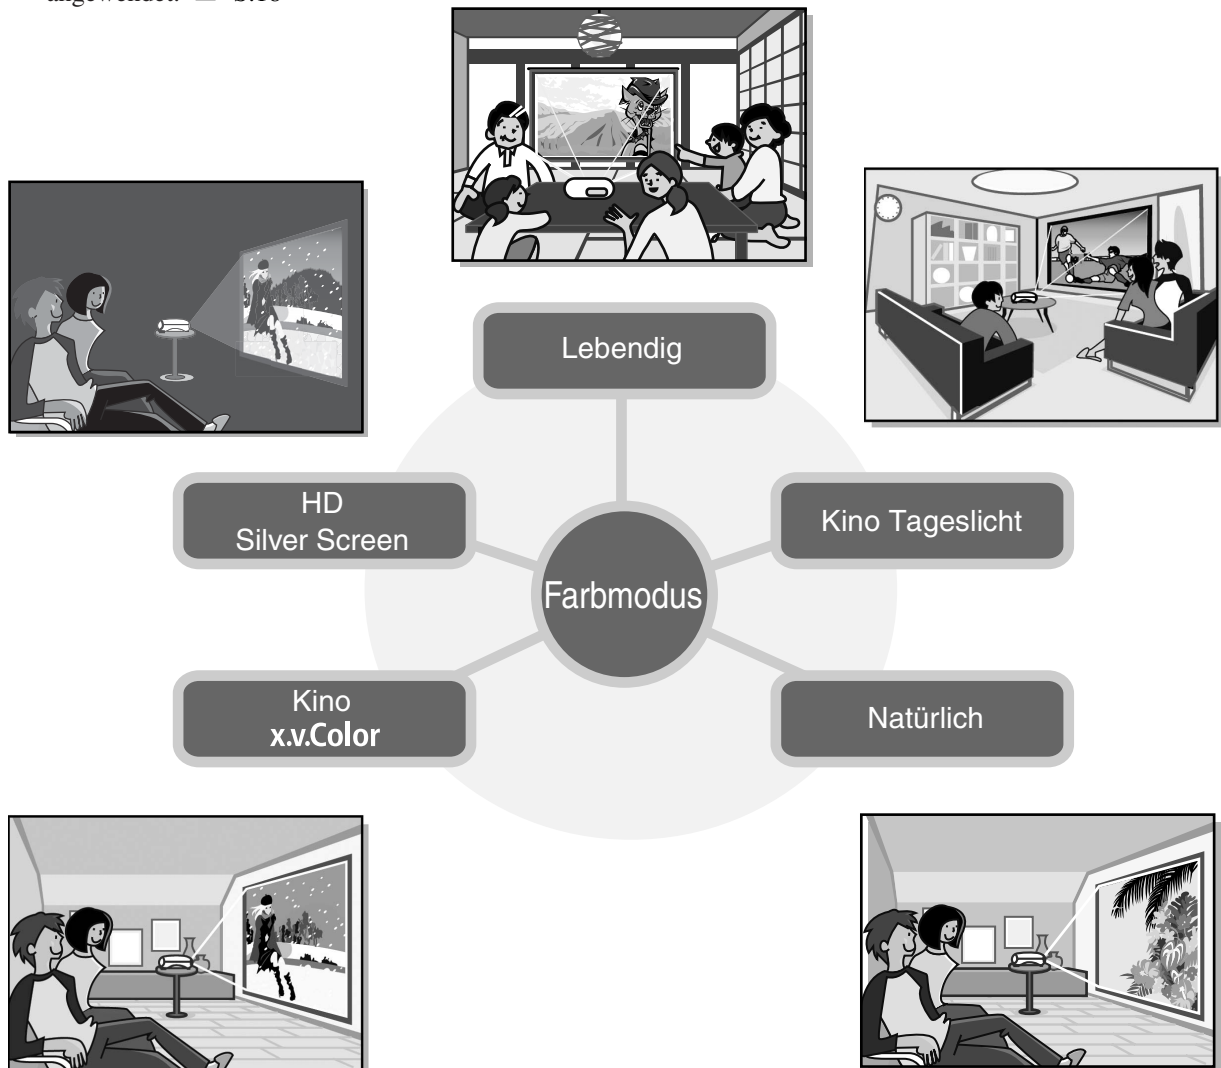 Lebendig
HD
Silver Screen
Kino Tageslicht
Farbmodus
Kino
x.v.Color
Natürlich